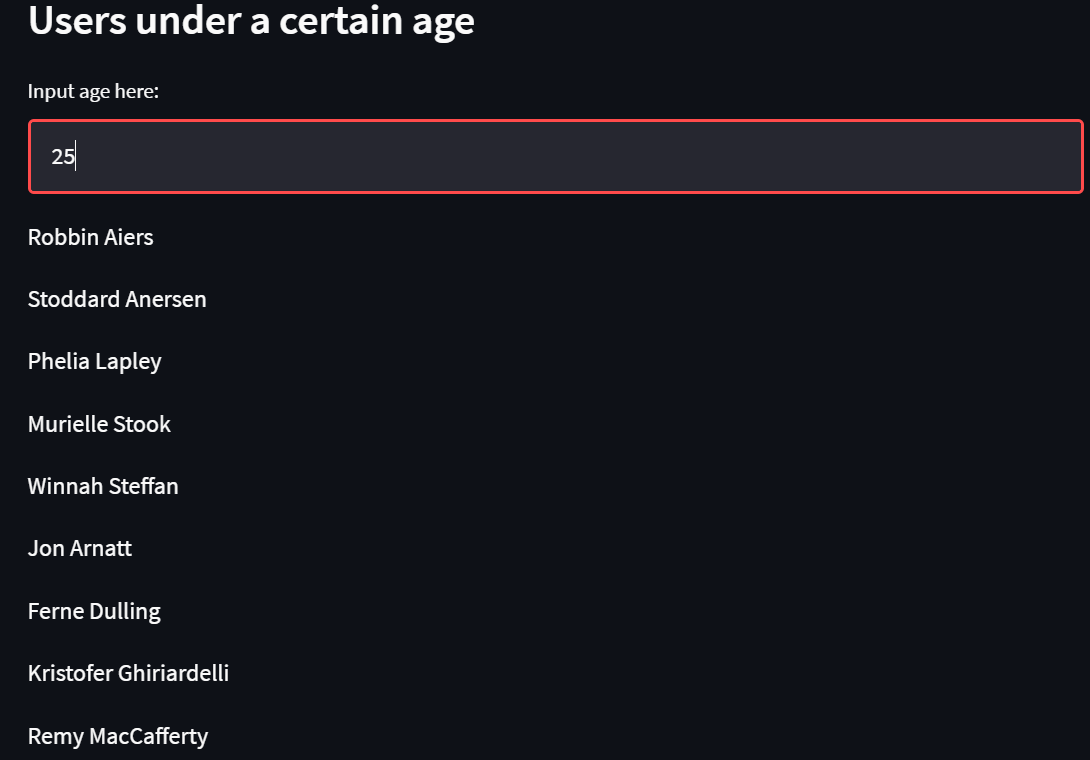 Users under a certain age
Input age here:
25
Robbin Aiers
Stoddard Anersen
Phelia Lapley
Murielle Stook
Winnah Steffan
Jon Arnatt
Ferne Dulling
Kristofer Ghiriardelli
Remy MacCafferty